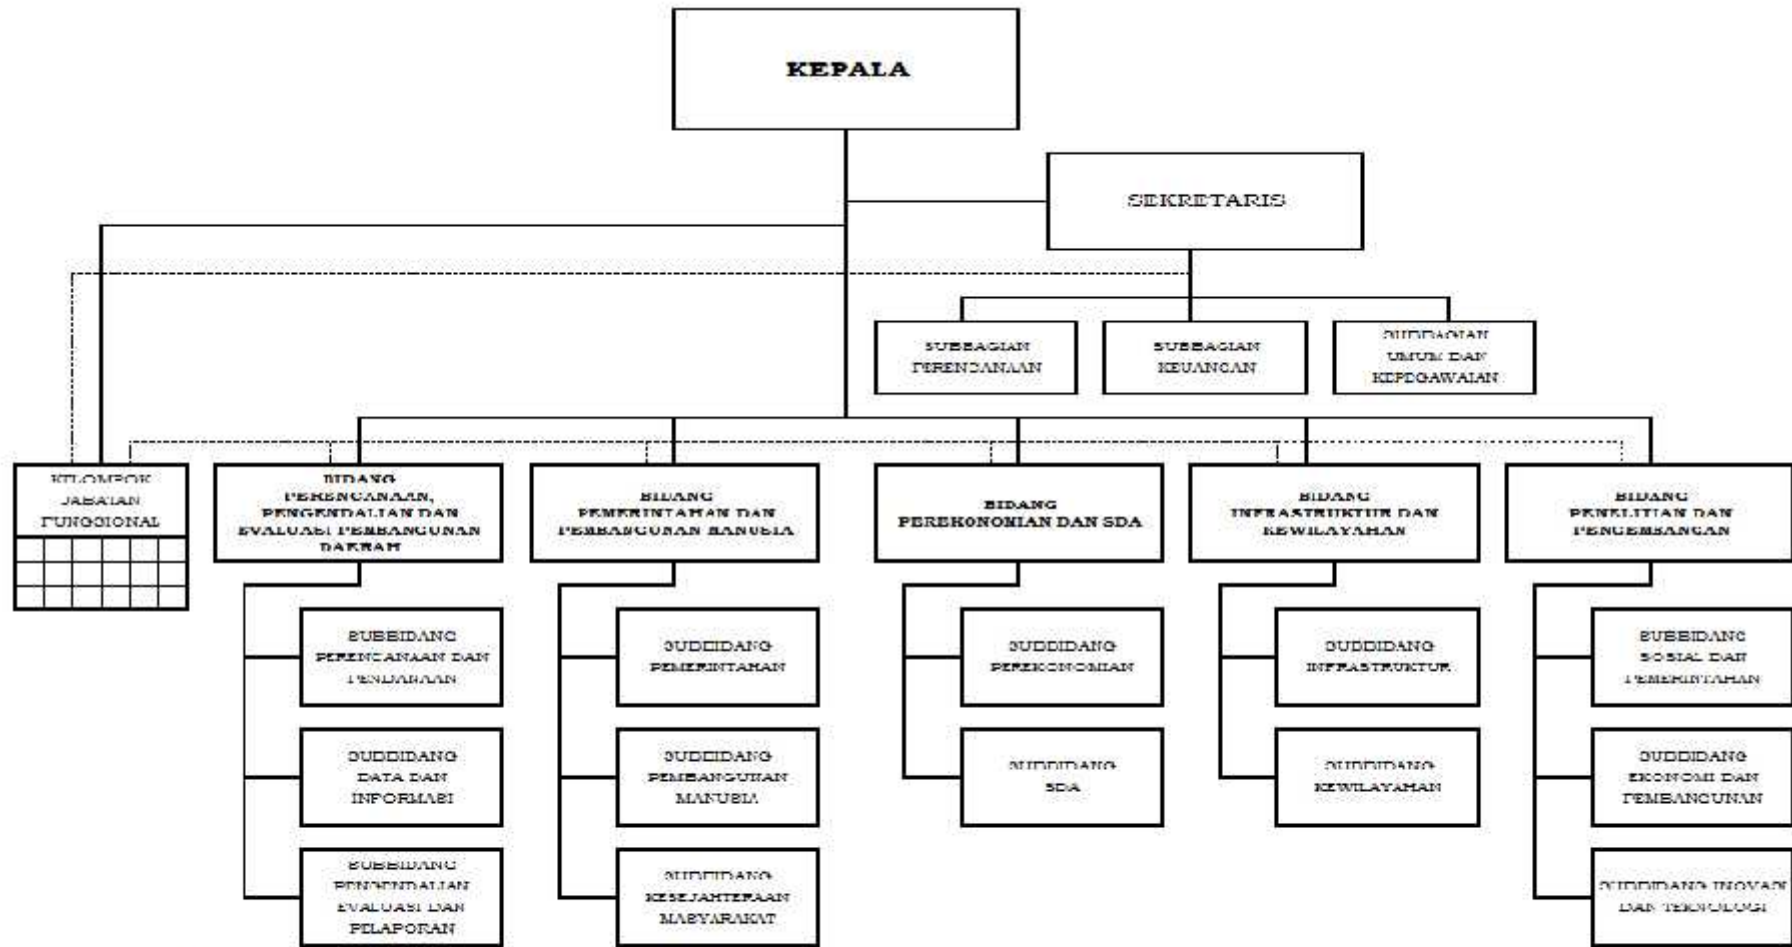 KEPALA
SEKRETARIS
SUBBAGIAN
PERENCANAAN
SUBBAGIAN
KEUANGAN
SUBBAGIAN
UMUM DAN
KEPEGAWAIAN
KELOMPOK
JABATAN
FUNGSIONAL
BIDANG
PERENCANAAN,
PENGENDALIAN DAN
EVALUASI PEMBANGUNAN
DAERAH
BIDANG
PEMERINTAHAN DAN
PEMBANGUNAN MANUSIA
BIDANG
PEREKONOMIAN DAN SDA
BIDANG
INFRASTRUKTUR DAN
KEWILAYAHAN
BIDANG
PENELITIAN DAN
PENGEMBANGAN
SUBBIDANG
PERENCANAAN DAN
PENDANAAN
SUBBIDANG
PEMERINTAHAN
SUBBIDANG
PEREKONOMIAN
SUBBIDANG
INFRASTRUKTUR
SUBBIDANG
SOSIAL DAN
PEMERINTAHAN
SUBBIDANG
DATA DAN
INFORMASI
SUBBIDANG
PEMBANGUNAN
MANUSIA
SUBBIDANG
SDA
SUBBIDANG
KEWILAYAHAN
SUBBIDANG
EKONOMI DAN
PEMBANGUNAN
SUBBIDANG
PENGENDALIAN
EVALUASI DAN
PELAPORAN
SUBBIDANG
KESEJAHTERAAN
MASYARAKAT
SUBBIDANG INOVASI
DAN TEKNOLOGI